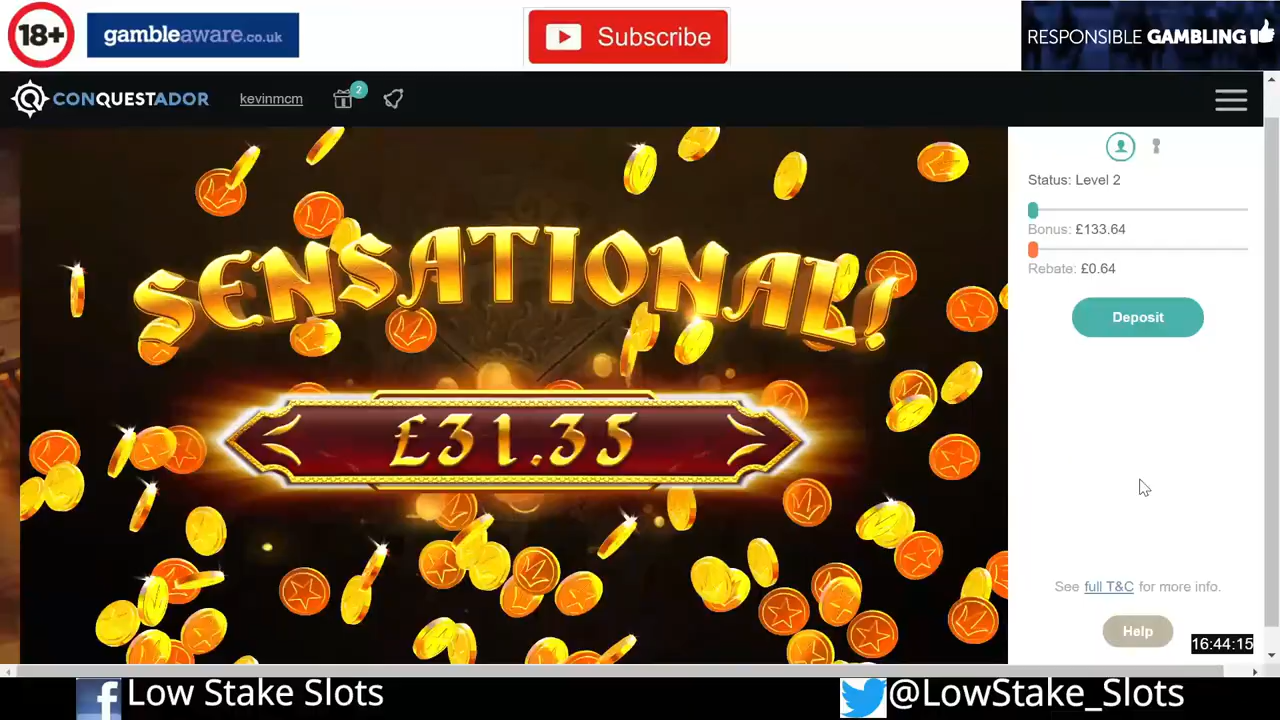 18+
gambleaware.co.uk
Subscribe
RESPONSIBLE GAMBLING
CONQUESTADOR
kevinmcm
2
Status: Level 2
Bonus: £133.64
Rebate: £0.64
Deposit
SENSATIONAL!
£31.35
See full T&C for more info.
Help
16:44:15
Low Stake Slots
@LowStake_Slots